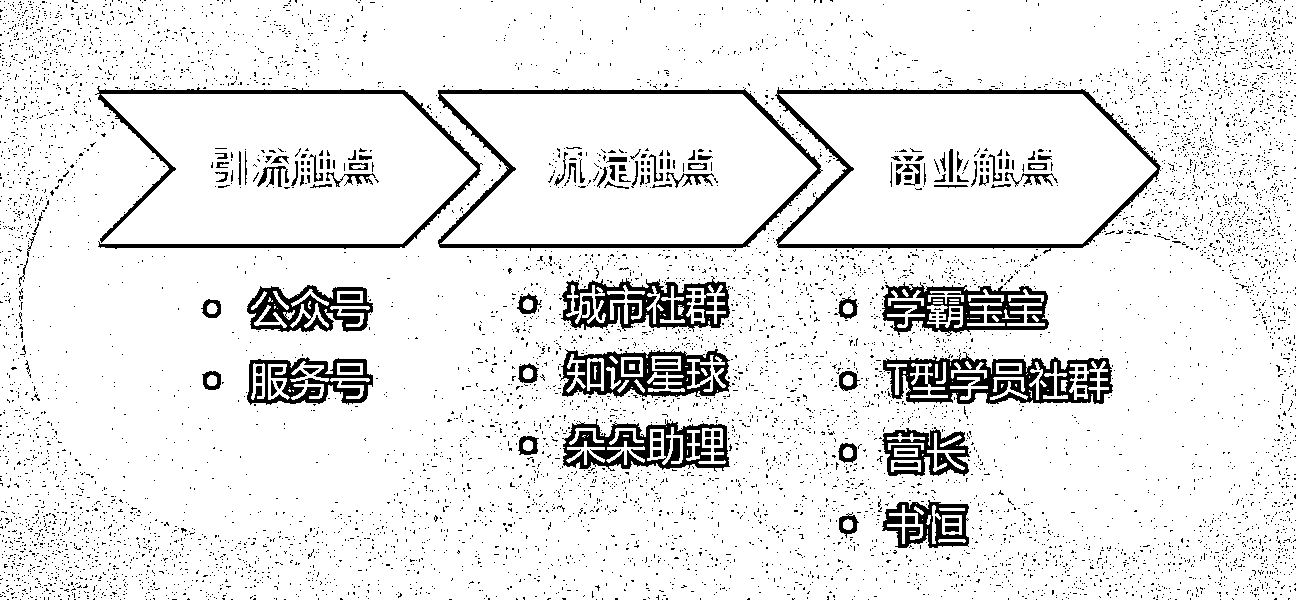 引流触点
沉淀触点
商业触点
公众号
服务号
城市社群
知识星球
朵朵助理
学霸宝宝
T型学员社群
营长
书恒